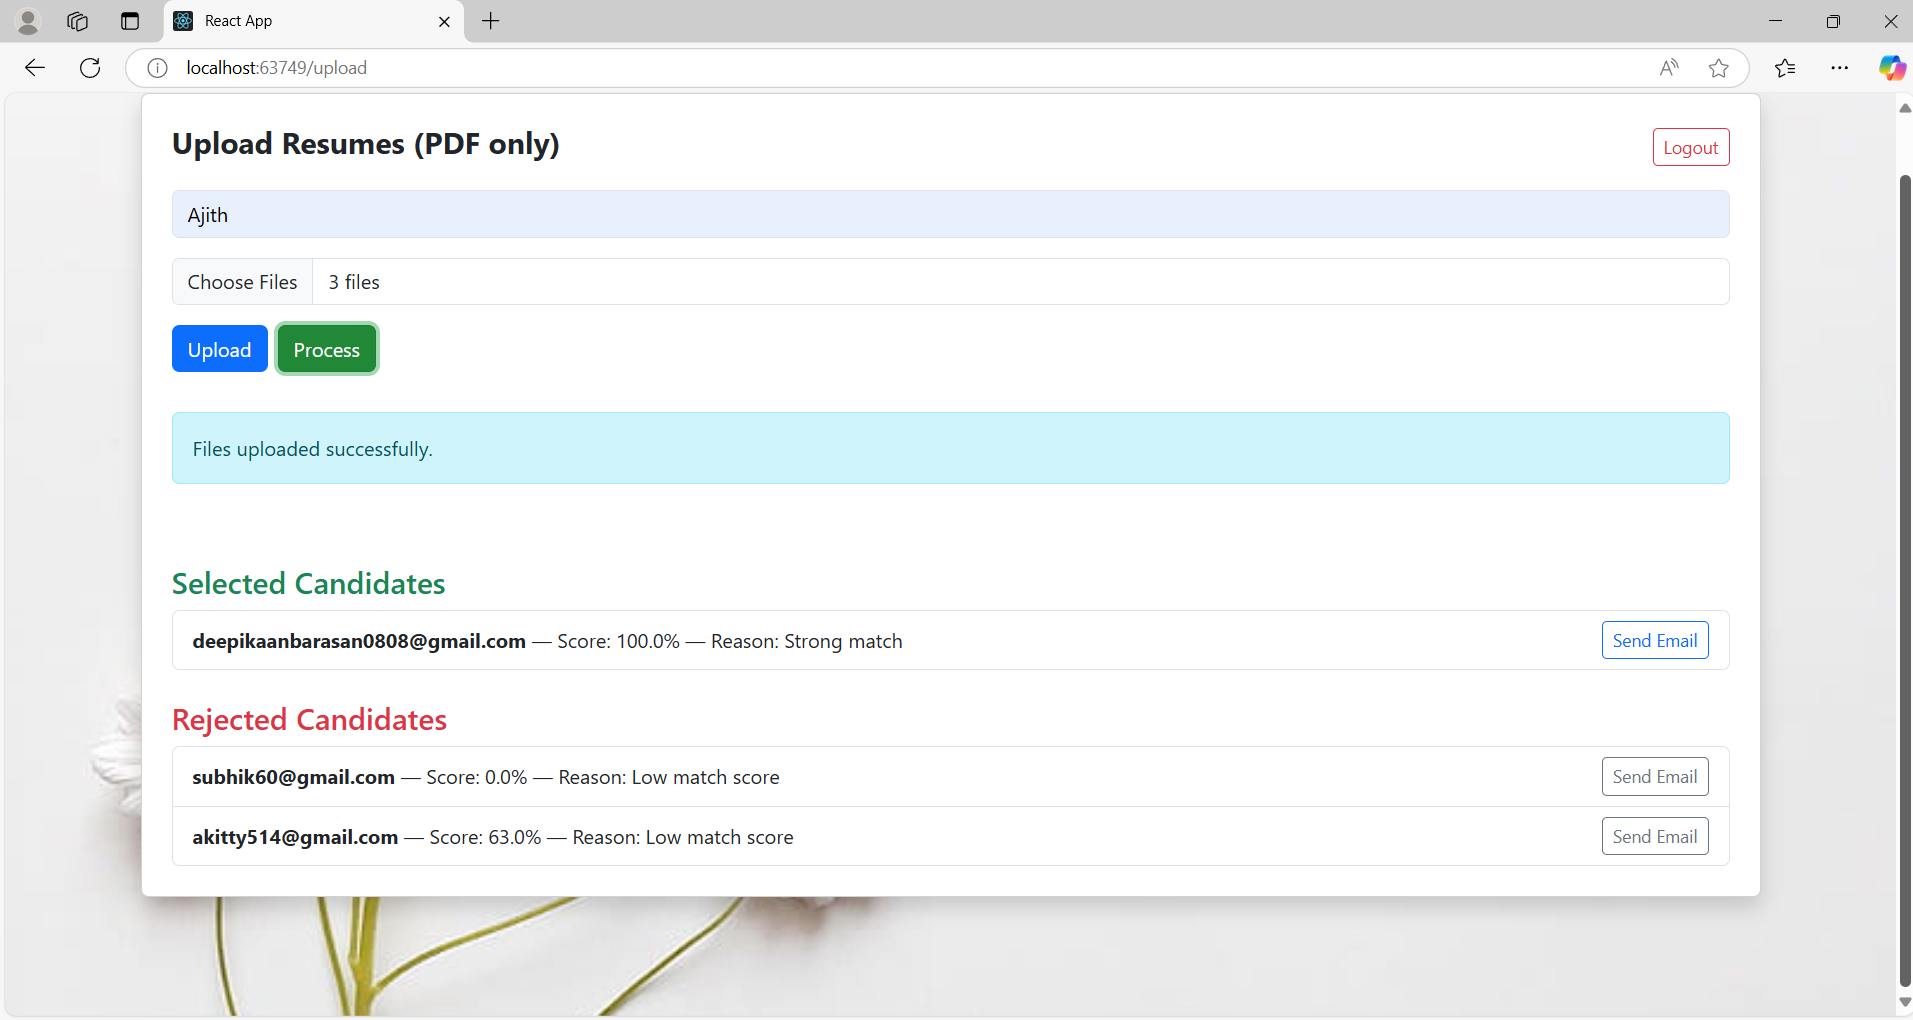 React App
localhost:63749/upload
Upload Resumes (PDF only)
Logout
Ajith
Choose Files 3 files
Upload Process
Files uploaded successfully.
Selected Candidates
deepikaanbarasan0808@gmail.com — Score: 100.0% — Reason: Strong match Send Email
Rejected Candidates
subhik60@gmail.com — Score: 0.0% — Reason: Low match score Send Email
akitty514@gmail.com — Score: 63.0% — Reason: Low match score Send Email